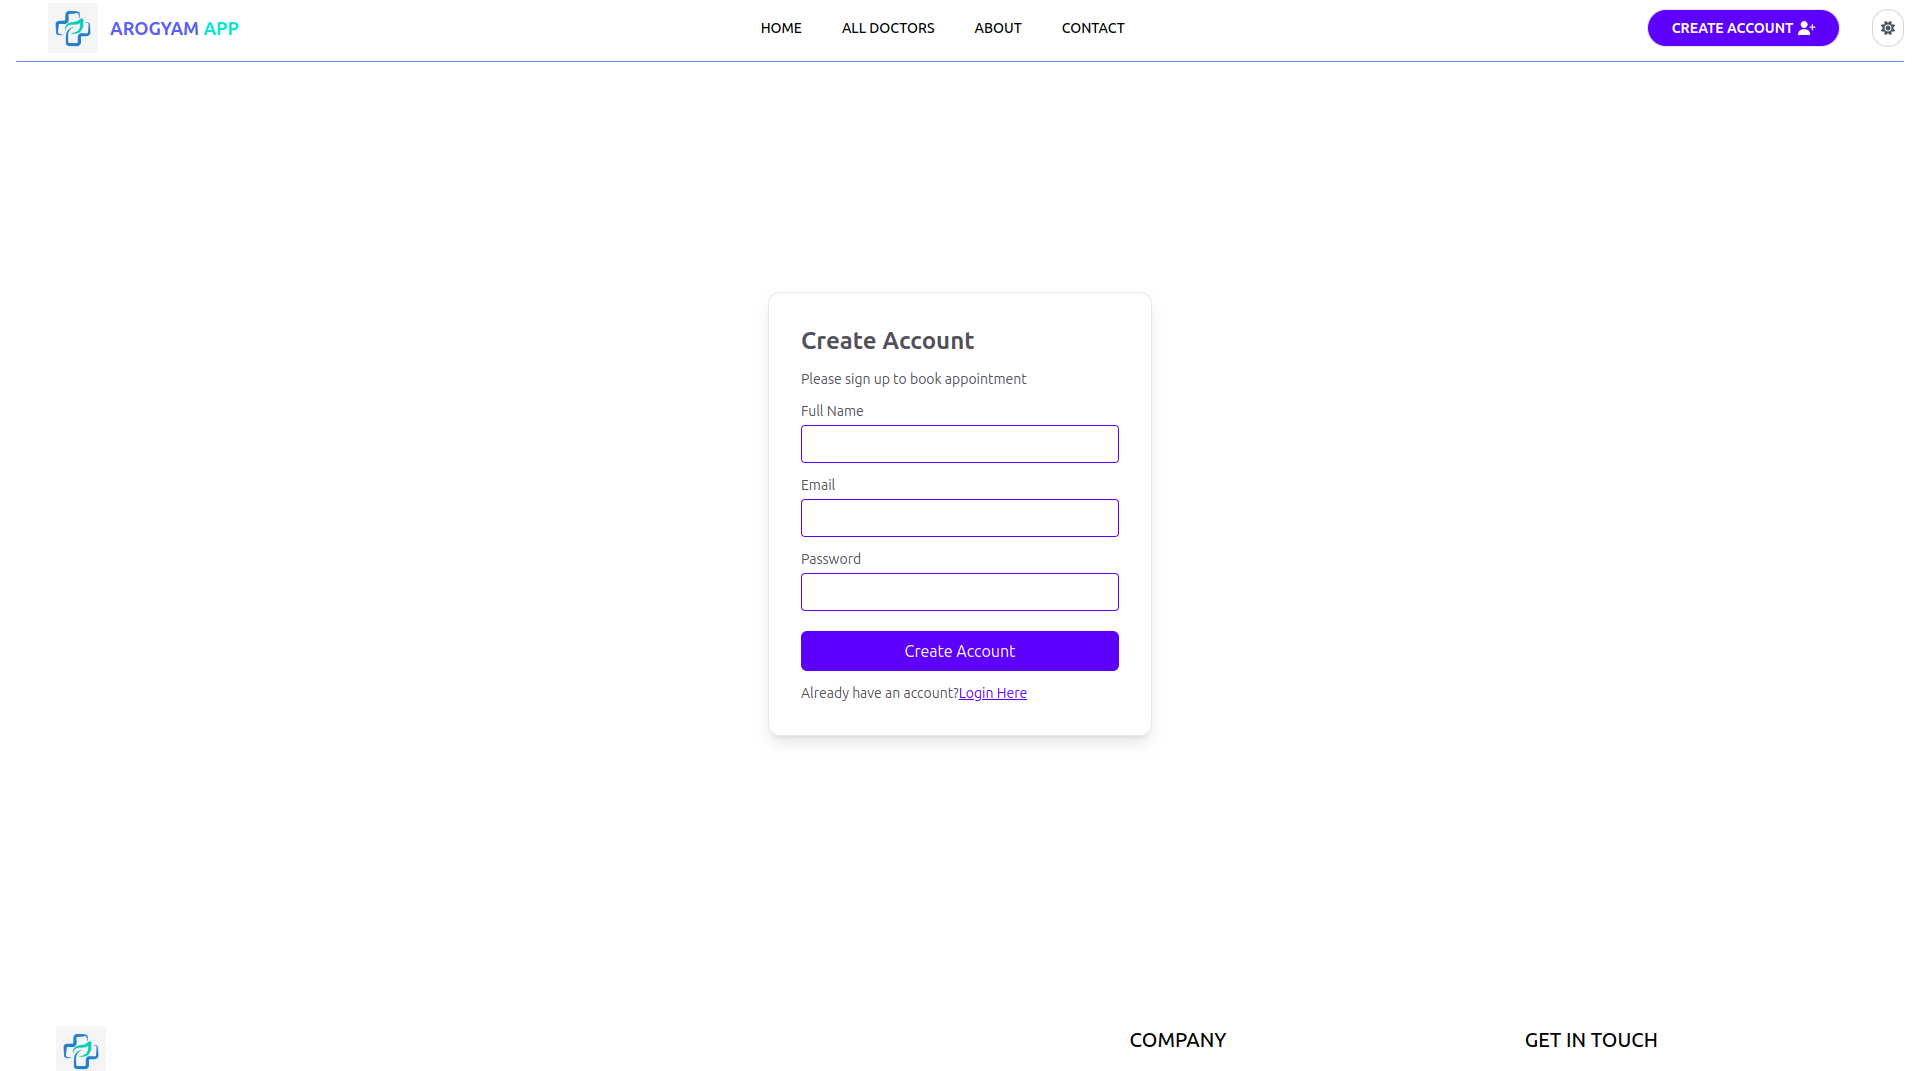 AROGYAM APP
HOME
ALL DOCTORS
ABOUT
CONTACT
CREATE ACCOUNT
Create Account
Please sign up to book appointment
Full Name
Email
Password
Create Account
Already have an account?Login Here
COMPANY
GET IN TOUCH